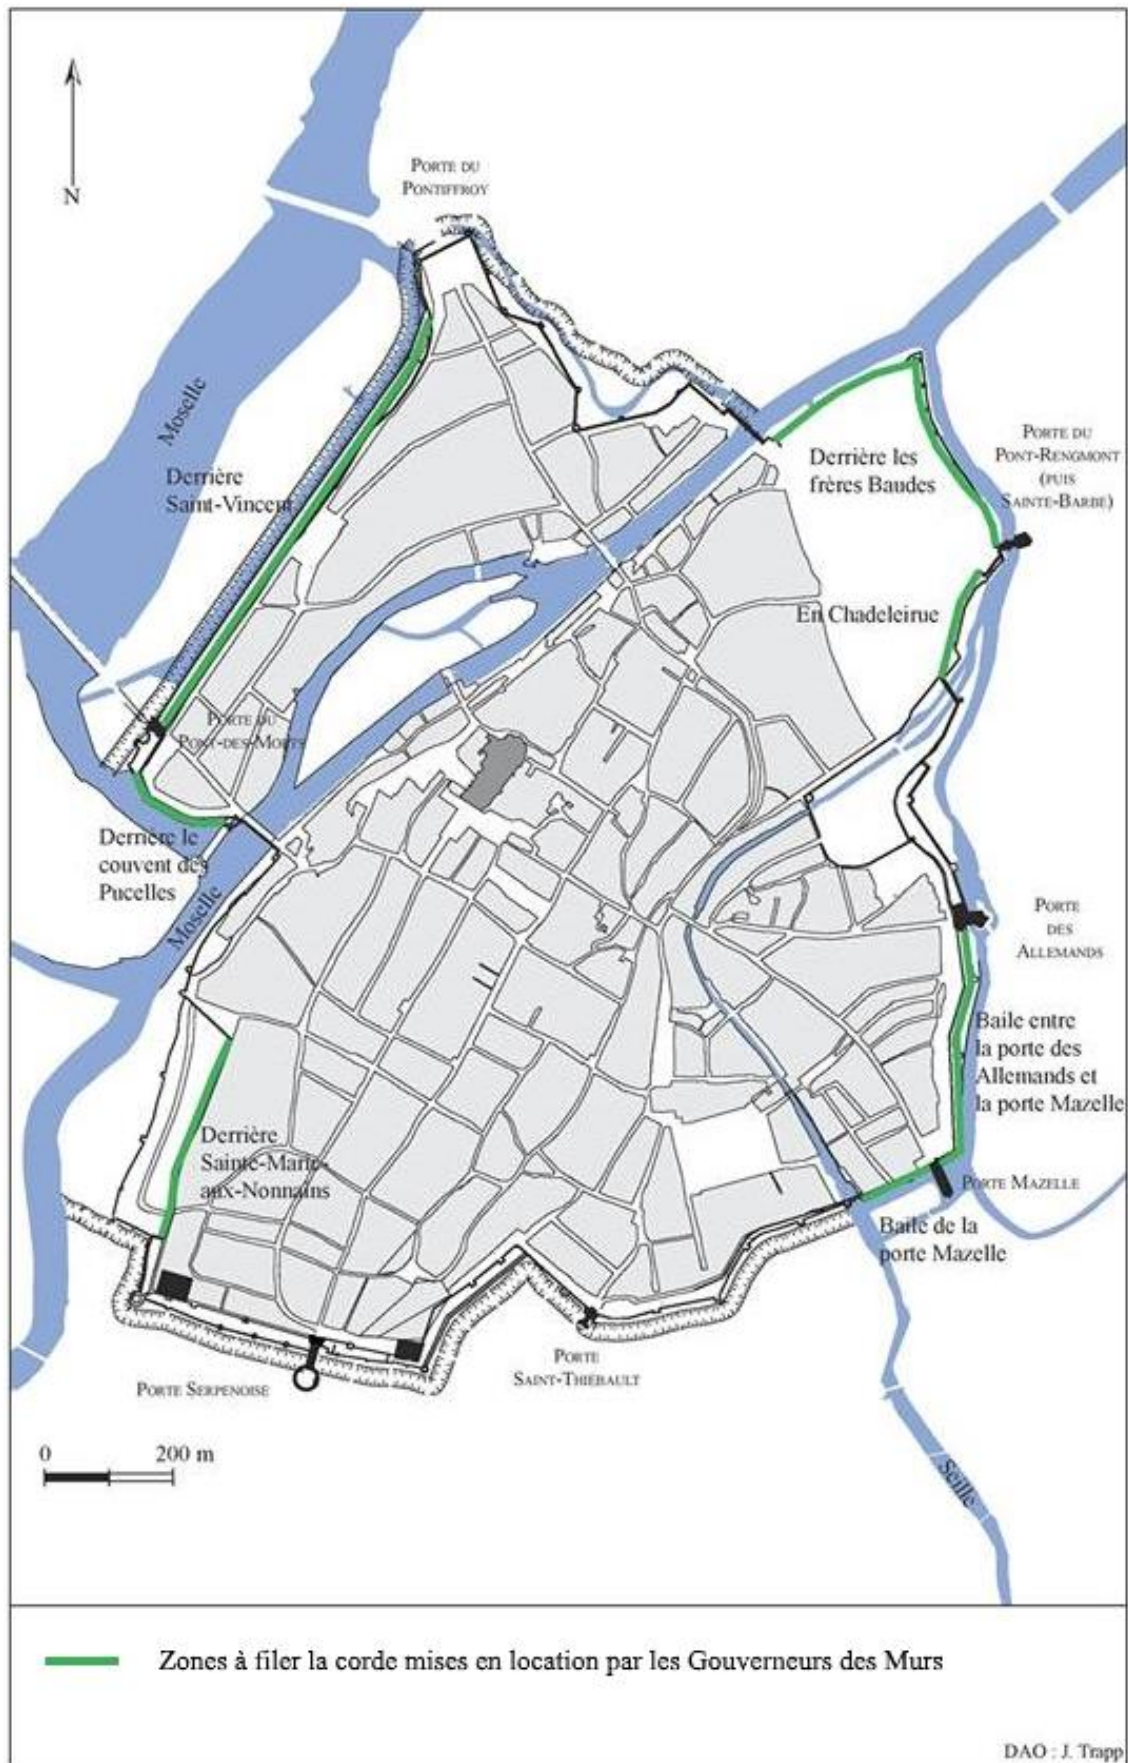 PORTE DU
PONTIFFROY
N
Moselle
Derrière
Saint-Vincent
Derrière les
frères Baudes
PORTE DU
PONT-RENGMONT
(PUIS
SAINTE-BARBE)
En Chadeleirue
PORTE DU
PONT-DES-MORTS
Derrière le
couvent des
Pucelles
Moselle
PORTE
DES
ALLEMANDS
Baile entre
la porte des
Allemands et
la porte Mazelle
Derrière
Sainte-Marie-
aux-Nonnains
PORTE MAZELLE
Baile de la
porte Mazelle
PORTE SERPENOISE
PORTE
SAINT-THIÉBAULT
0 200 m
Seille
Zones à filer la corde mises en location par les Gouverneurs des Murs
DAO : J. Trapp